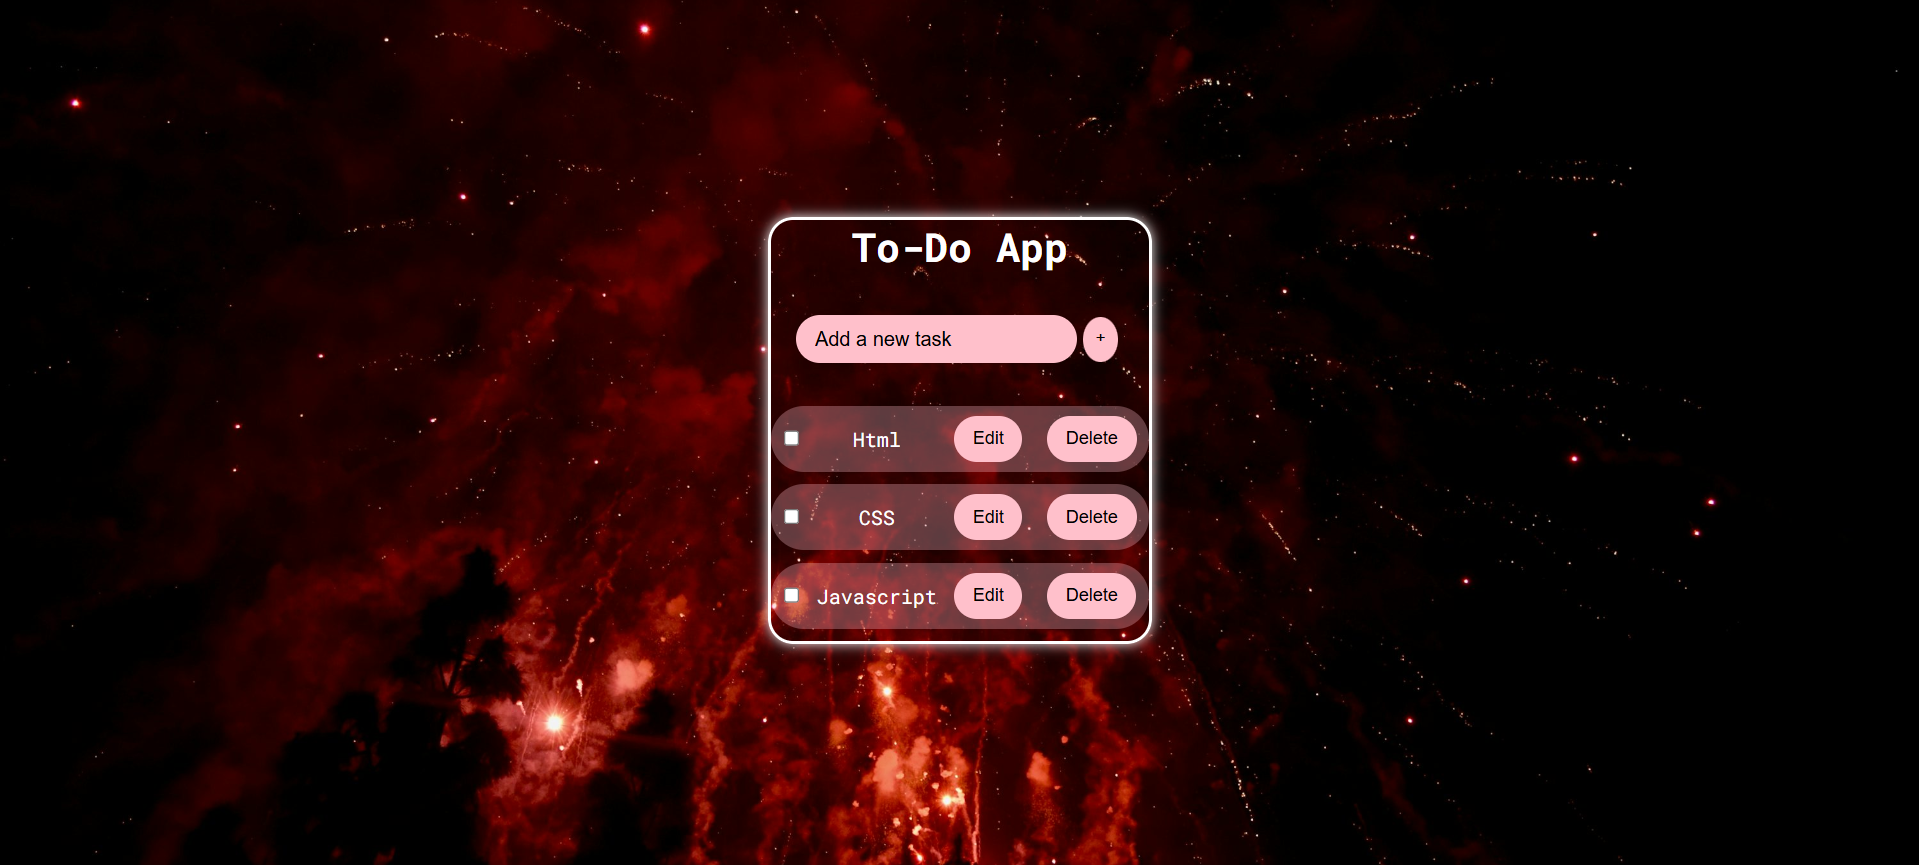 To-Do App
Add a new task +
Html Edit Delete
CSS Edit Delete
Javascript Edit Delete